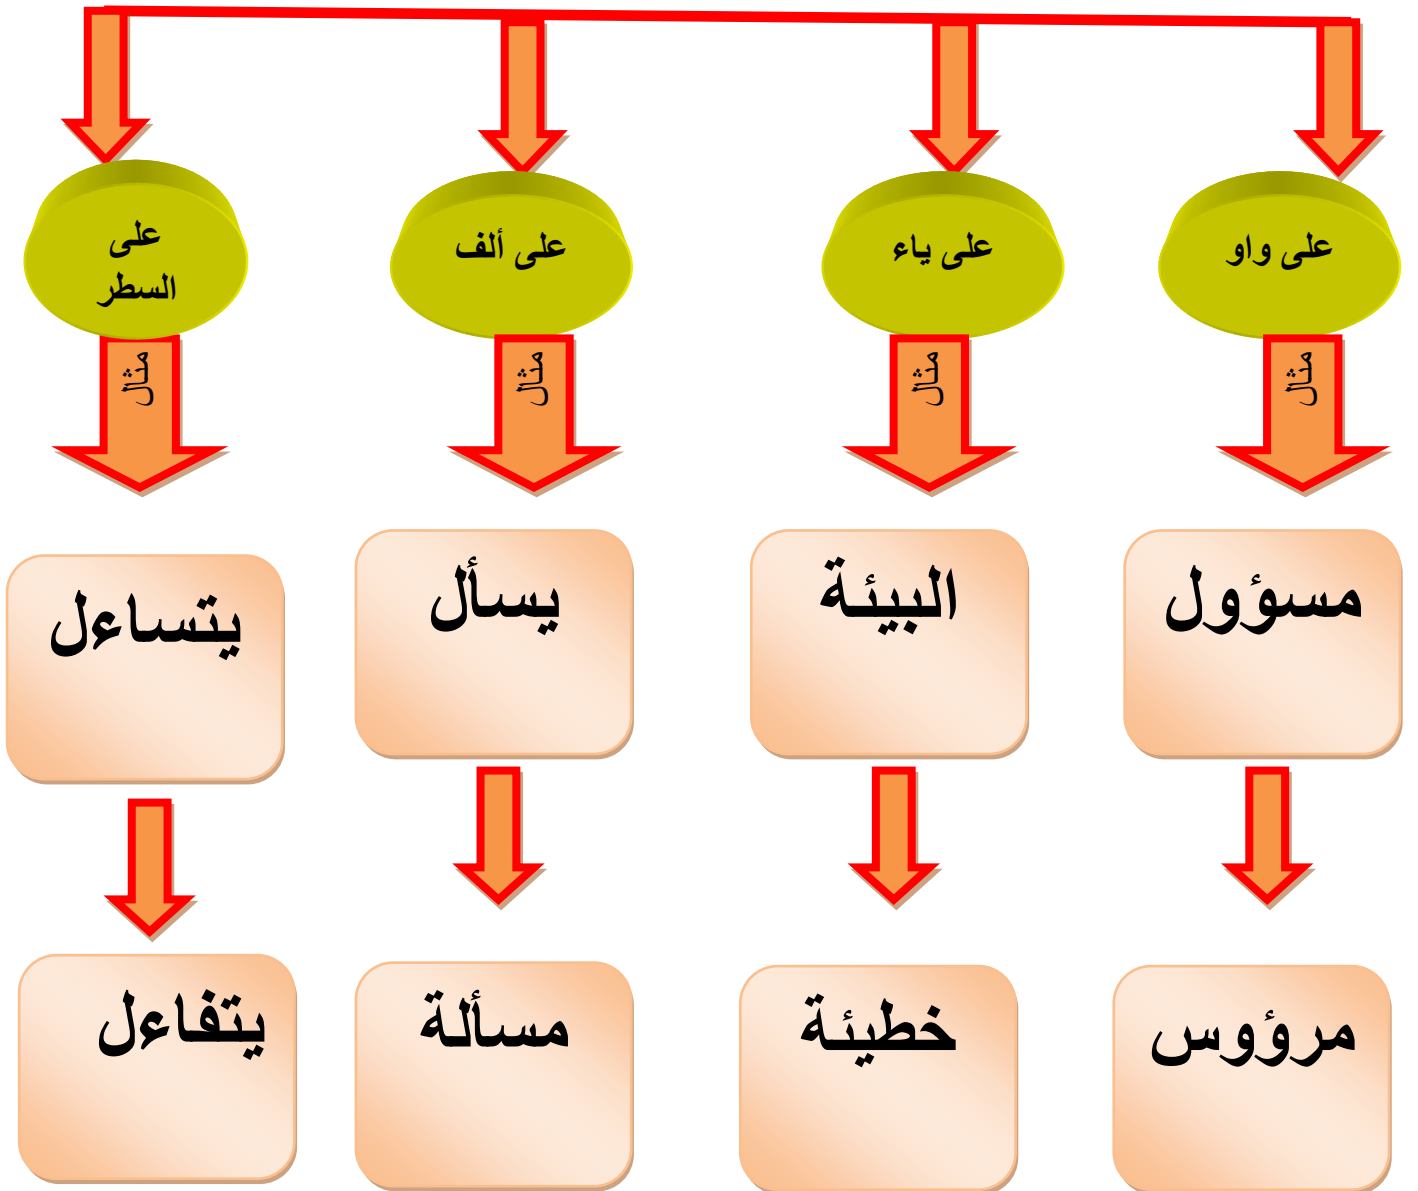 على واو
على ياء
على ألف
على
السطر
مثال
مثال
مثال
مثال
مسؤول
البيئة
يسأل
يتساءل
مرؤوس
خطيئة
مسألة
يتفاءل